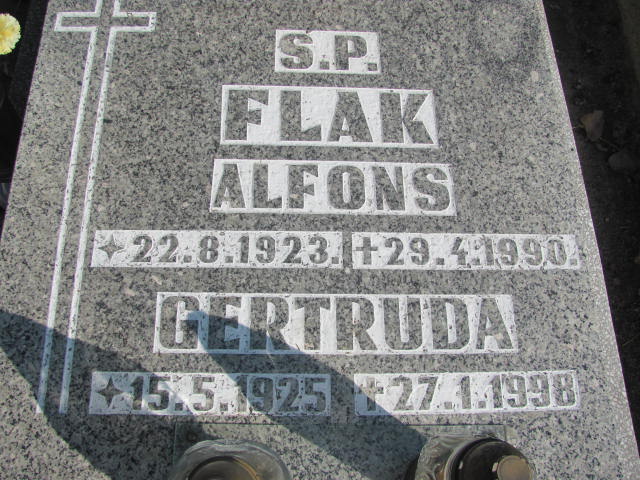 S.P.
FLAK
ALFONS
22.8.1923. +29.4.1990.
GERTRUDA
15.5.1925 +27.1.1998